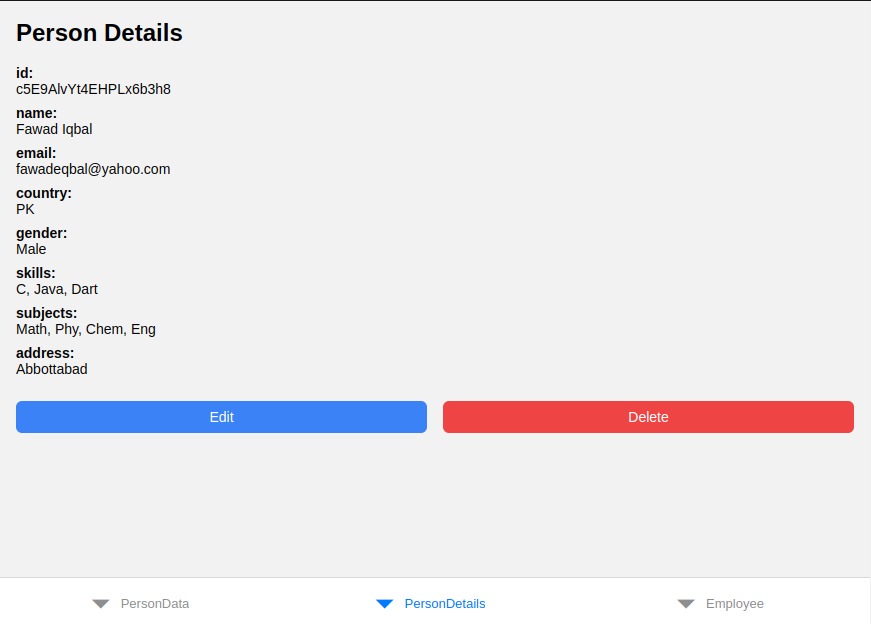 Person Details
id:
c5E9AlvYt4EHPLx6b3h8
name:
Fawad Iqbal
email:
fawadeqbal@yahoo.com
country:
PK
gender:
Male
skills:
C, Java, Dart
subjects:
Math, Phy, Chem, Eng
address:
Abbottabad
Edit Delete
PersonData PersonDetails Employee